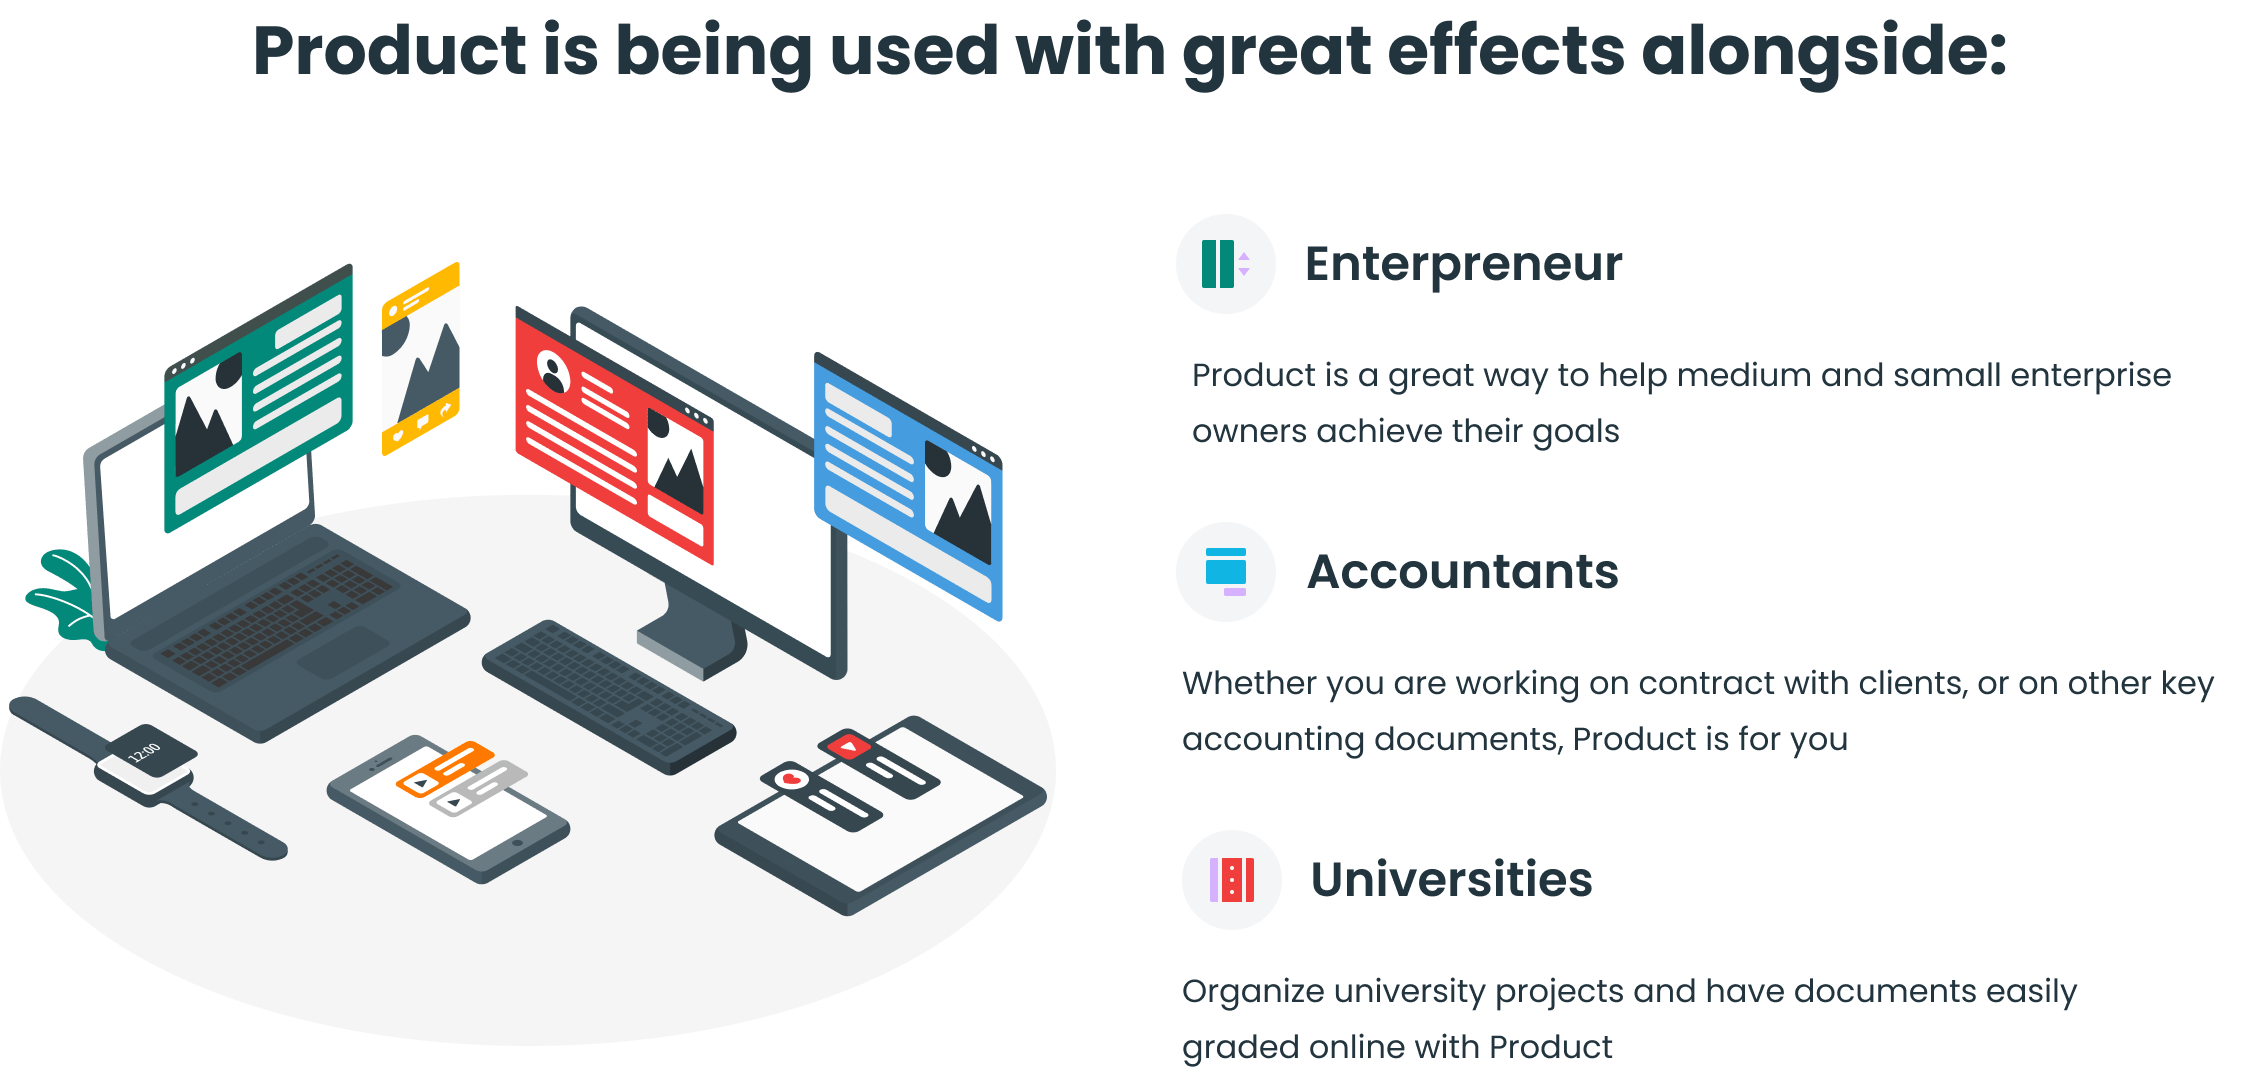 Product is being used with great effects alongside:
Enterpreneur
Product is a great way to help medium and samall enterprise
owners achieve their goals
Accountants
Whether you are working on contract with clients, or on other key
accounting documents, Product is for you
Universities
Organize university projects and have documents easily
graded online with Product
12:00